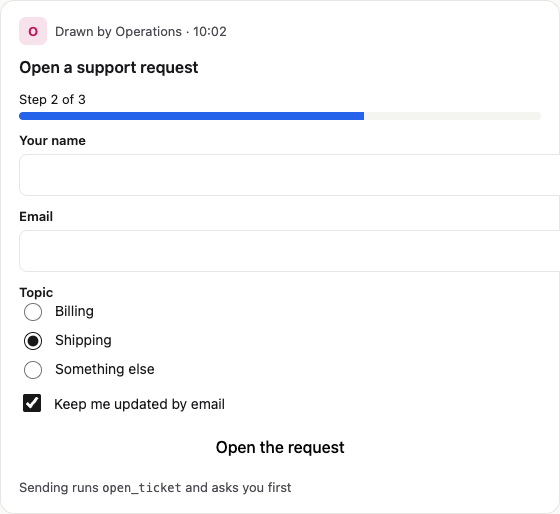 O Drawn by Operations · 10:02
Open a support request
Step 2 of 3
Your name
Email
Topic
Billing
Shipping
Something else
Keep me updated by email
Open the request
Sending runs open_ticket and asks you first